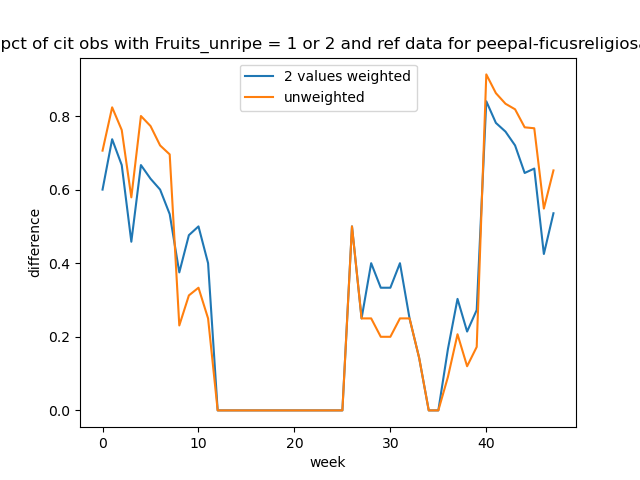 pct of cit obs with Fruits_unripe = 1 or 2 and ref data for peepal-ficusreligiosa
2 values weighted
unweighted
difference
0.8
0.6
0.4
0.2
0.0
0 10 20 30 40
week